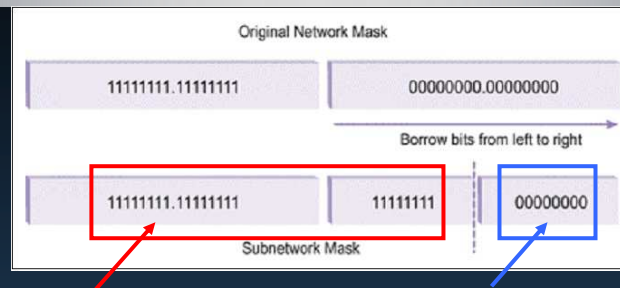 Original Network Mask
11111111.11111111 00000000.00000000
Borrow bits from left to right
11111111.11111111 11111111 00000000
Subnetwork Mask